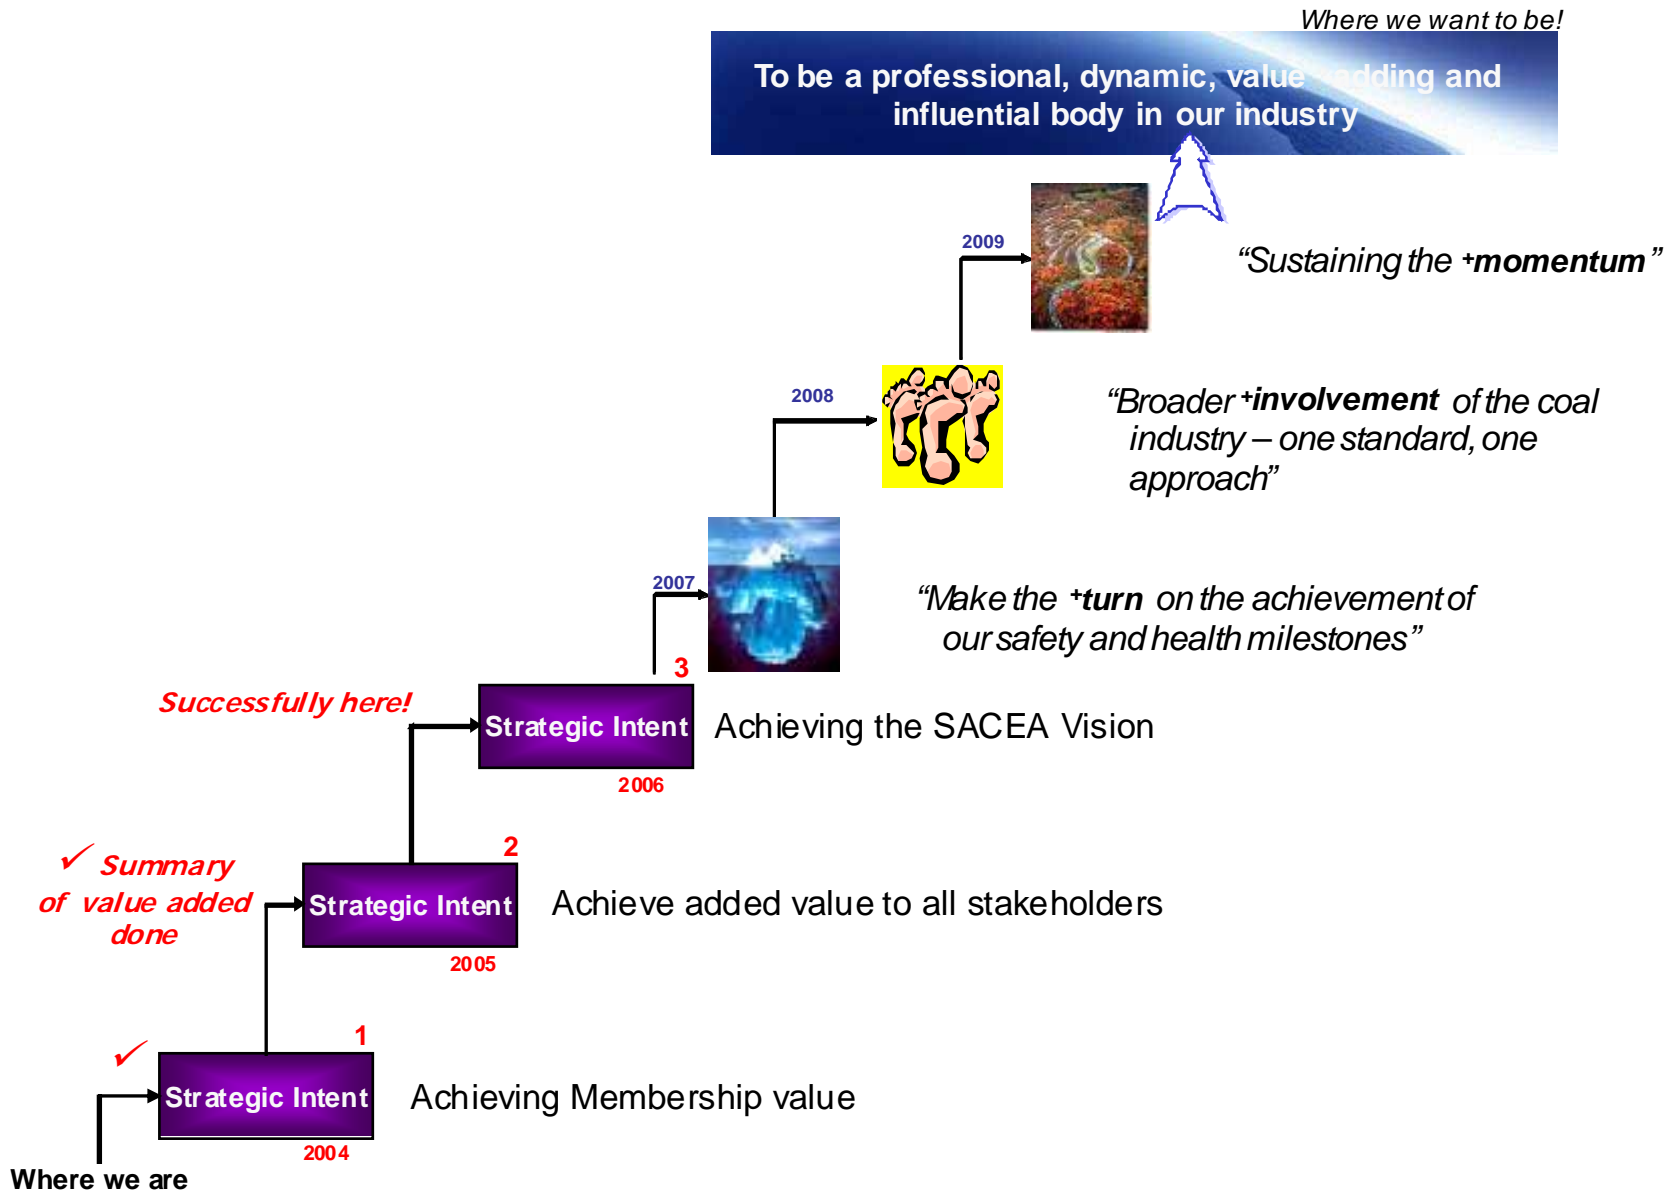 Where we want to be!
To be a professional, dynamic, value adding and
influential body in our industry
2009
“Sustaining the +momentum”
2008
“Broader +involvement of the coal
industry – one standard, one
approach”
2007
“Make the +turn on the achievement of
our safety and health milestones”
3
Successfully here!
Strategic Intent
Achieving the SACEA Vision
2006
2
✓ Summary
of value added
done
Strategic Intent
Achieve added value to all stakeholders
2005
1
✓
Strategic Intent
Achieving Membership value
2004
Where we are